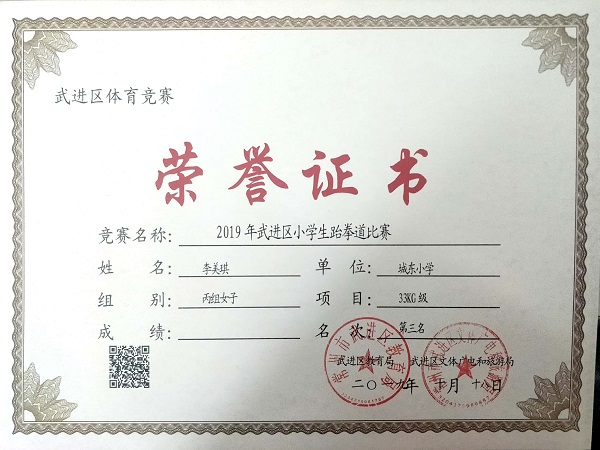 武进区体育竞赛
荣誉证书
竞赛名称: 2019年武进区小学生跆拳道比赛
姓 名: 李美琪 单 位: 城东小学
组 别: 丙组女子 项 目: 33KG级
成 绩: 名 次: 第三名
武进区教育局 武进区文体广电和旅游局
二〇一九年 十月 十八日